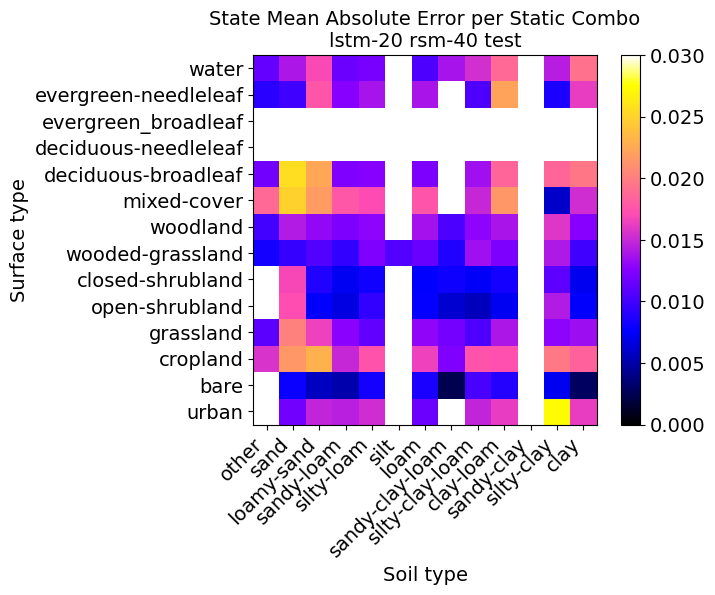 State Mean Absolute Error per Static Combo
lstm-20 rsm-40 test
Surface type
water
evergreen-needleleaf
evergreen_broadleaf
deciduous-needleleaf
deciduous-broadleaf
mixed-cover
woodland
wooded-grassland
closed-shrubland
open-shrubland
grassland
cropland
bare
urban
other
sand
loamy-sand
sandy-loam
silty-loam
silt
loam
sandy-clay-loam
silty-clay-loam
clay-loam
sandy-clay
silty-clay
clay
Soil type
0.030
0.025
0.020
0.015
0.010
0.005
0.000